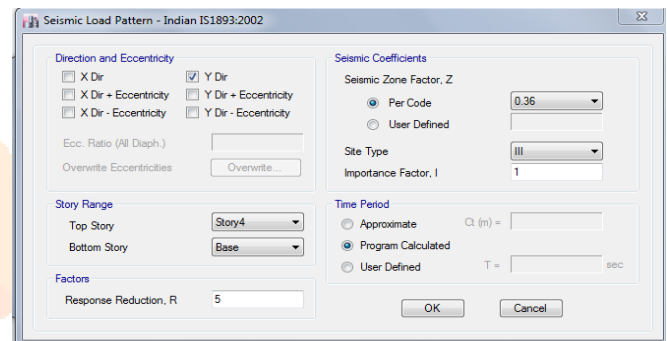 Seismic Load Pattern - Indian IS1893:2002
Direction and Eccentricity
X Dir
Y Dir
X Dir + Eccentricity
Y Dir + Eccentricity
X Dir - Eccentricity
Y Dir - Eccentricity
Ecc. Ratio (All Diaph.)
Overwrite Eccentricities
Overwrite...
Story Range
Top Story
Story4
Bottom Story
Base
Factors
Response Reduction, R
5
Seismic Coefficients
Seismic Zone Factor, Z
Per Code
0.36
User Defined
Site Type
III
Importance Factor, I
1
Time Period
Approximate
Ct (m) =
Program Calculated
User Defined
T =
sec
OK
Cancel